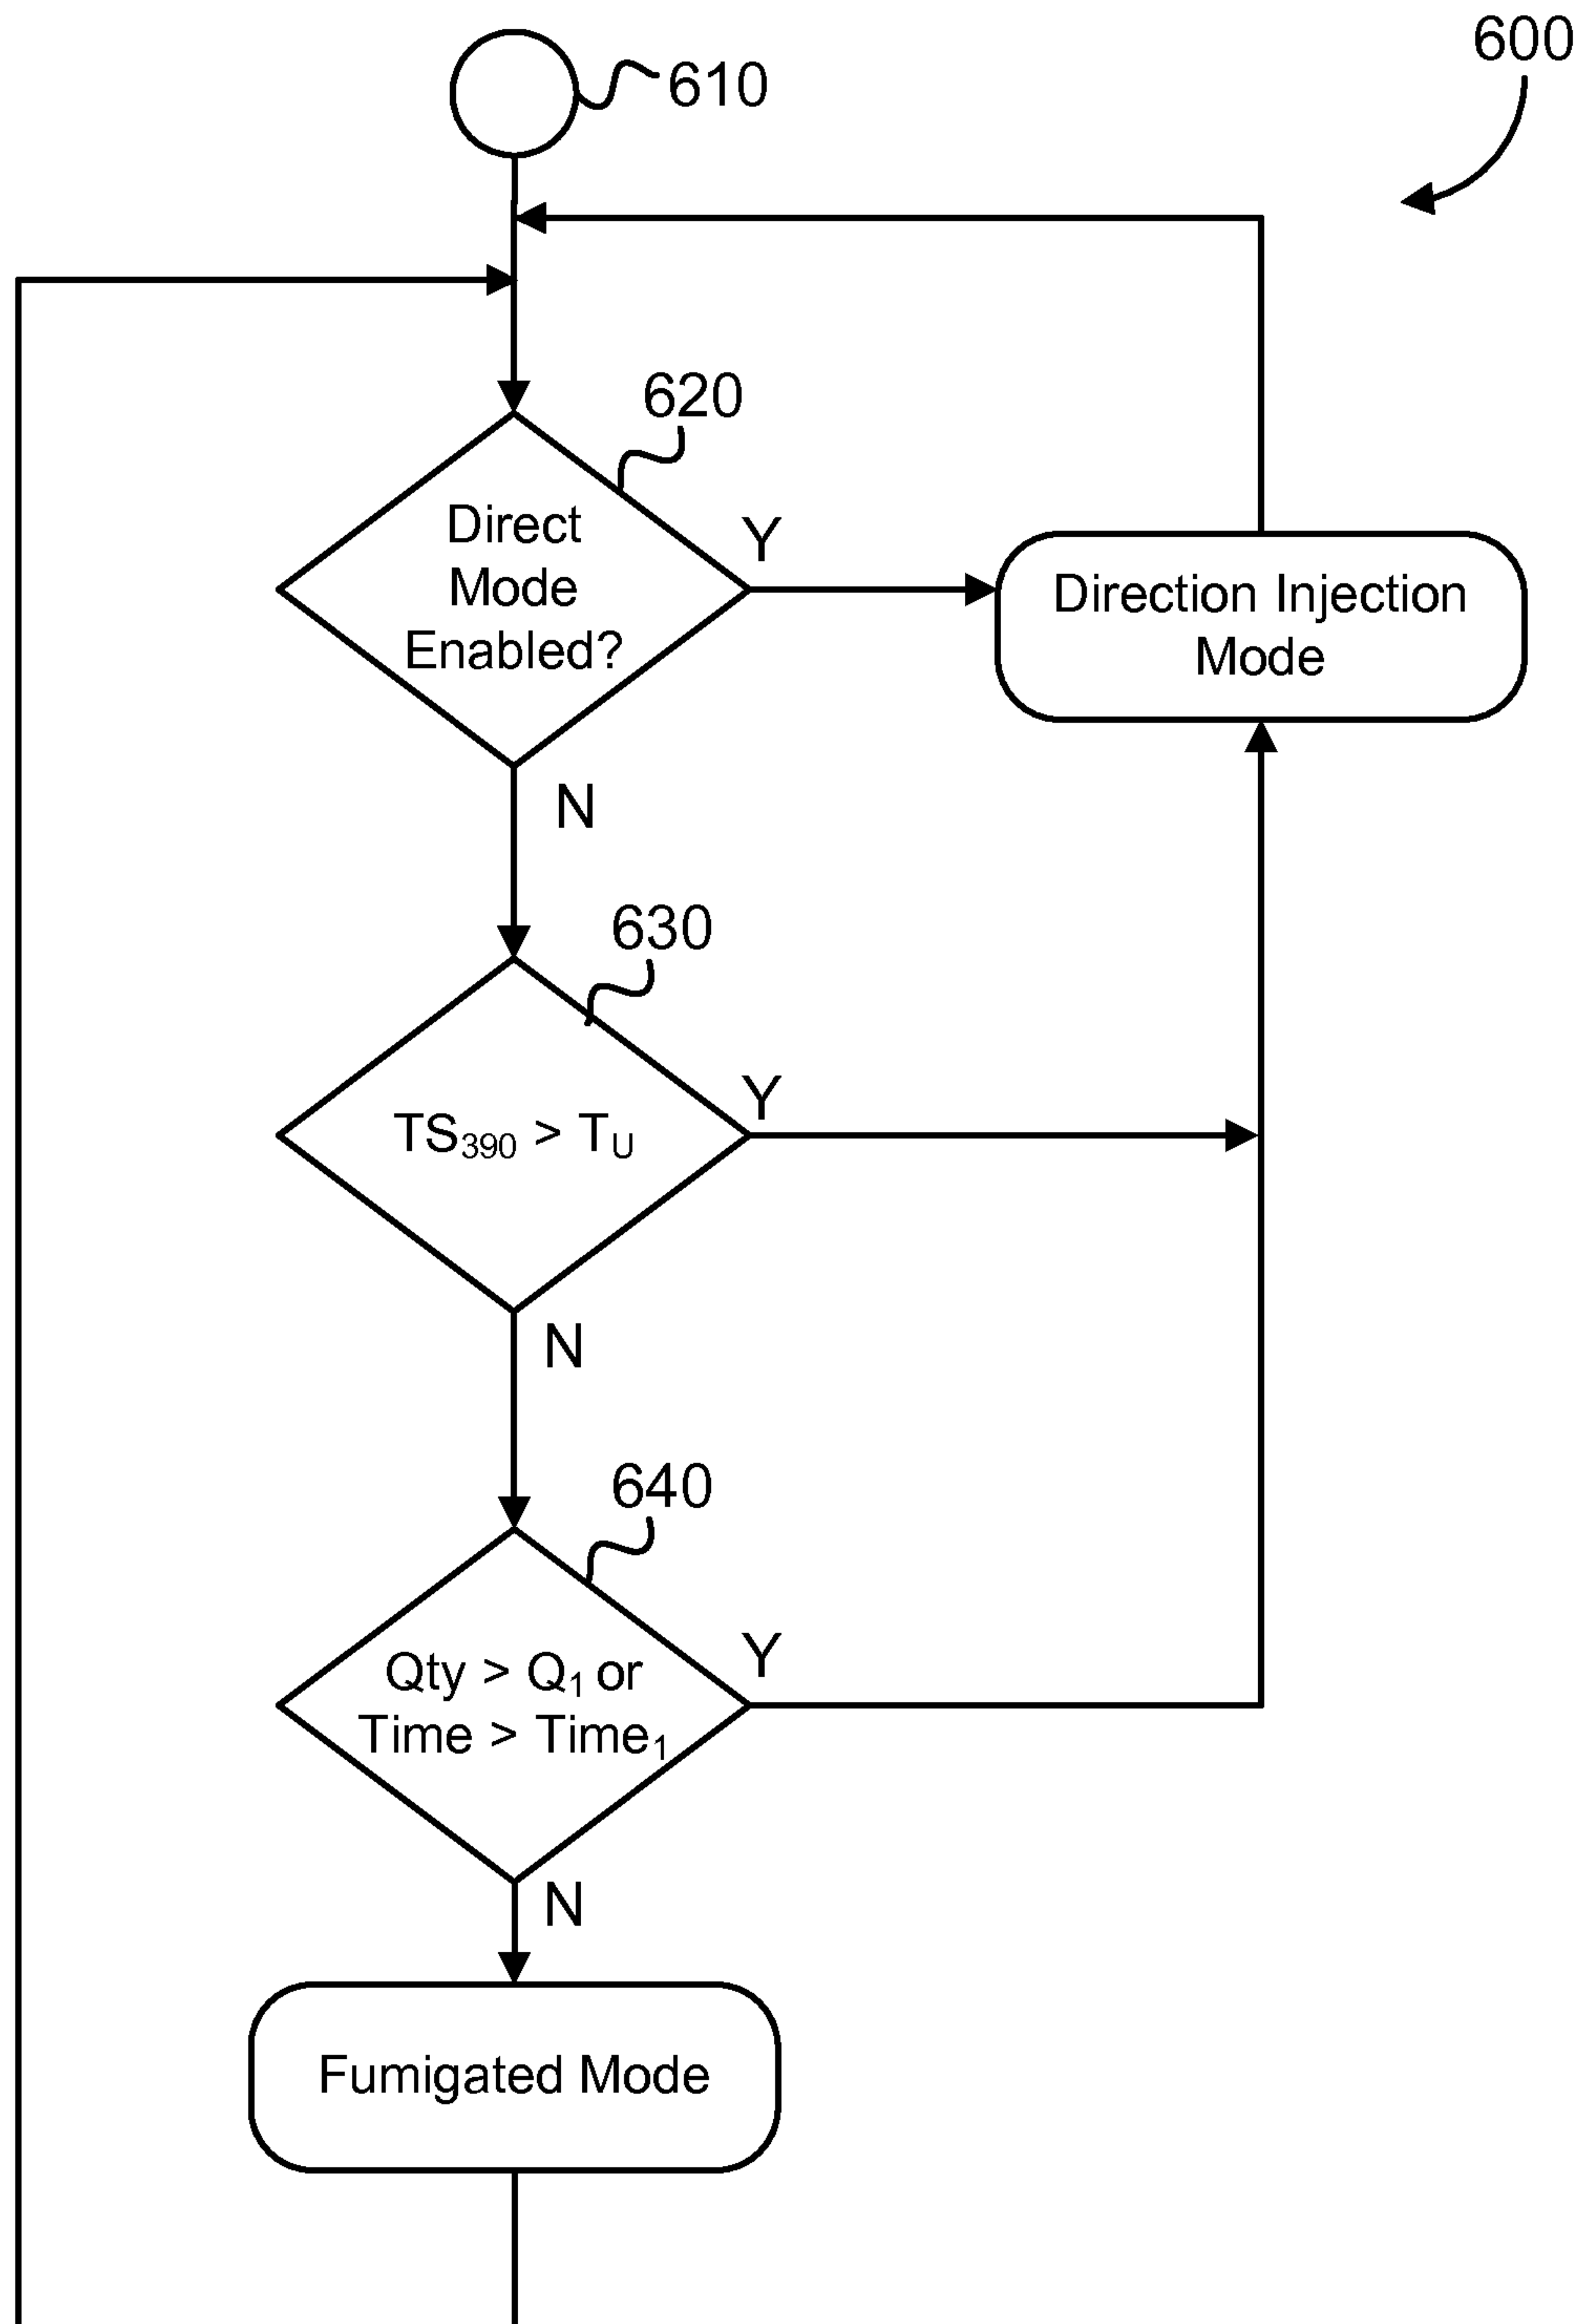 600
610
620
Direct
Mode
Enabled?
Y
Direction Injection
Mode
N
630
TS₃₉₀ > T_U
Y
N
640
Qty > Q₁ or
Time > Time₁
Y
N
Fumigated Mode